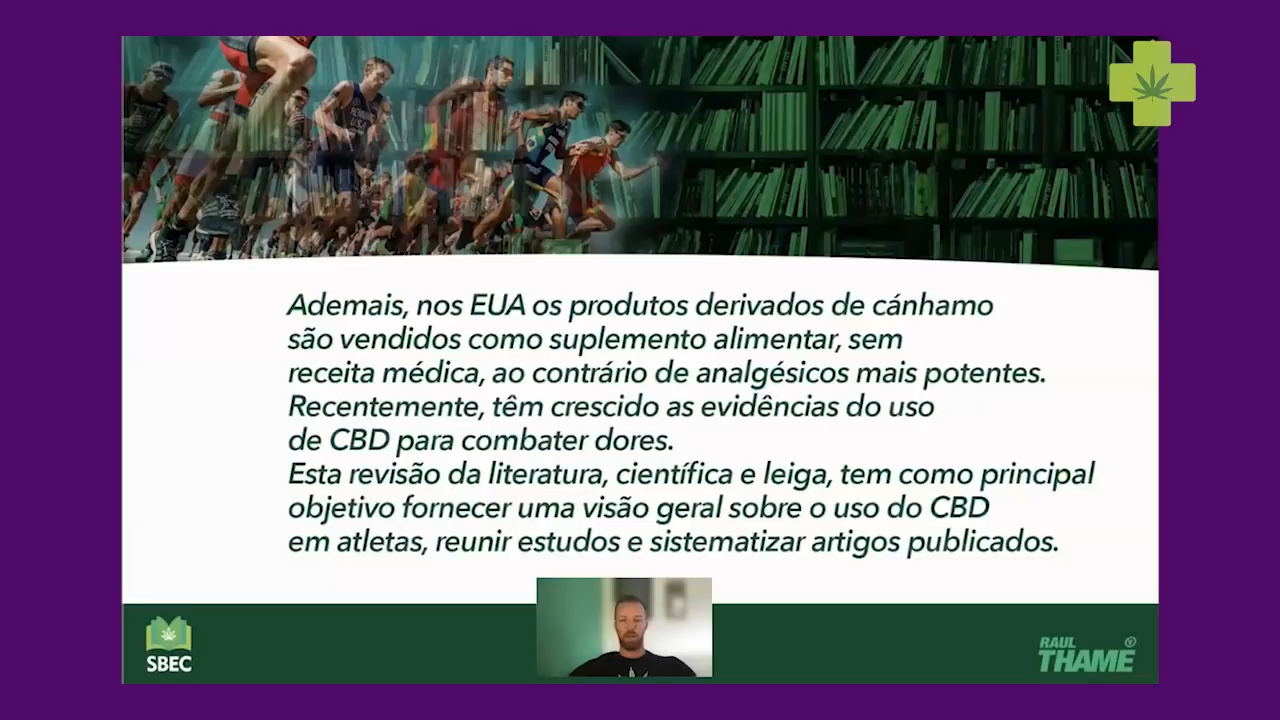 Ademais, nos EUA os produtos derivados de cánhamo
são vendidos como suplemento alimentar, sem
receita médica, ao contrário de analgésicos mais potentes.
Recentemente, têm crescido as evidências do uso
de CBD para combater dores.
Esta revisão da literatura, científica e leiga, tem como principal
objetivo fornecer uma visão geral sobre o uso do CBD
em atletas, reunir estudos e sistematizar artigos publicados.
SBEC
RAUL
THAME